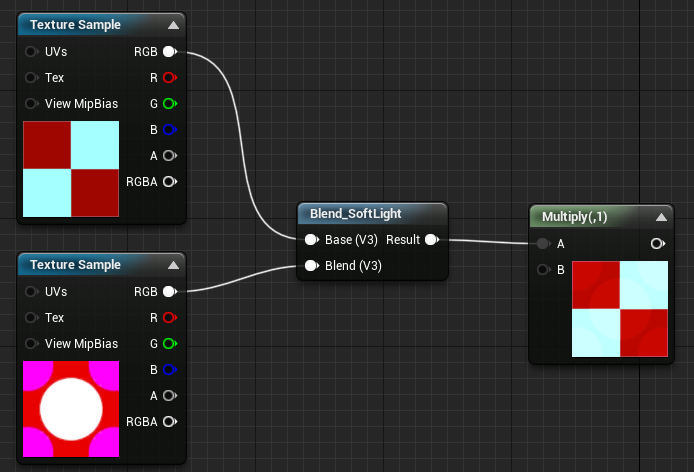 Texture Sample
UVs RGB
Tex R
View MipBias G
B
A
RGBA
Texture Sample
UVs RGB
Tex R
View MipBias G
B
A
RGBA
Blend_SoftLight
Base (V3) Result
Blend (V3)
Multiply(,1)
A
B